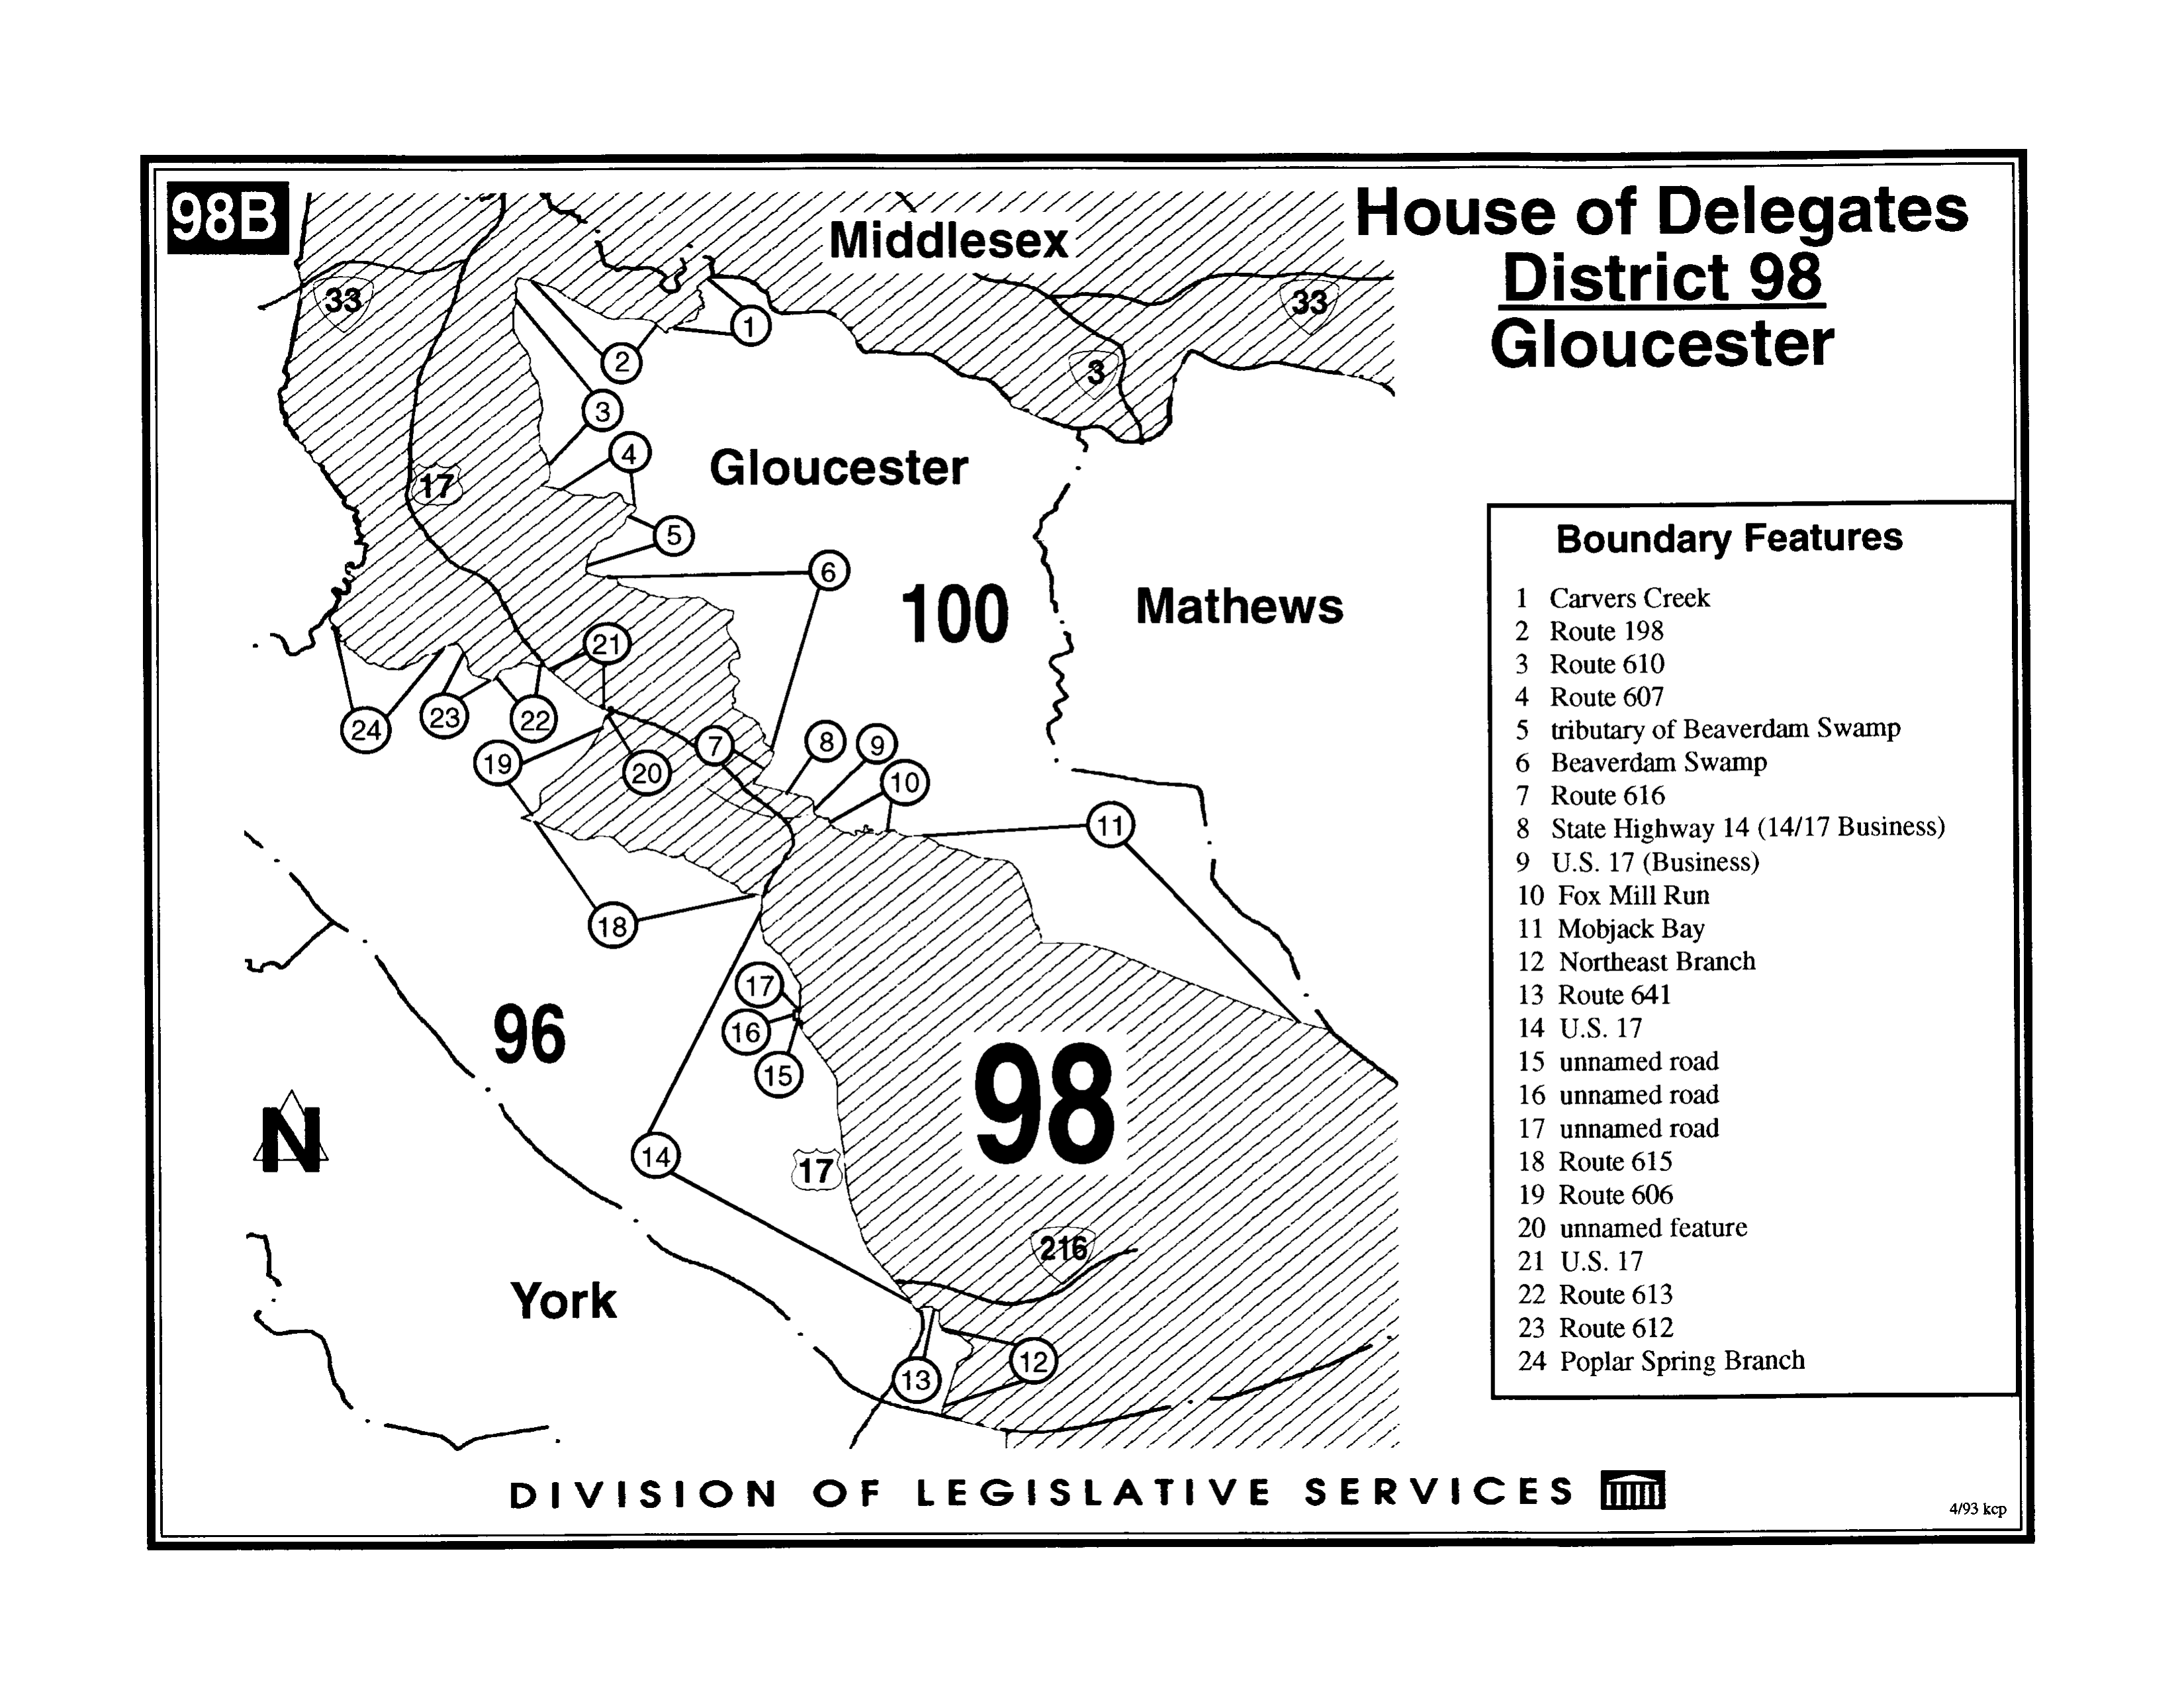 98B
House of Delegates
District 98
Gloucester
Middlesex
33
33
3
1
2
3
4
Gloucester
17
5
6
100
Mathews
21
24
23
22
19
20
7
8
9
10
11
18
17
16
15
96
98
14
17
216
York
N
13
12
Boundary Features
1 Carvers Creek
2 Route 198
3 Route 610
4 Route 607
5 tributary of Beaverdam Swamp
6 Beaverdam Swamp
7 Route 616
8 State Highway 14 (14/17 Business)
9 U.S. 17 (Business)
10 Fox Mill Run
11 Mobjack Bay
12 Northeast Branch
13 Route 641
14 U.S. 17
15 unnamed road
16 unnamed road
17 unnamed road
18 Route 615
19 Route 606
20 unnamed feature
21 U.S. 17
22 Route 613
23 Route 612
24 Poplar Spring Branch
DIVISION OF LEGISLATIVE SERVICES
4/93 kcp